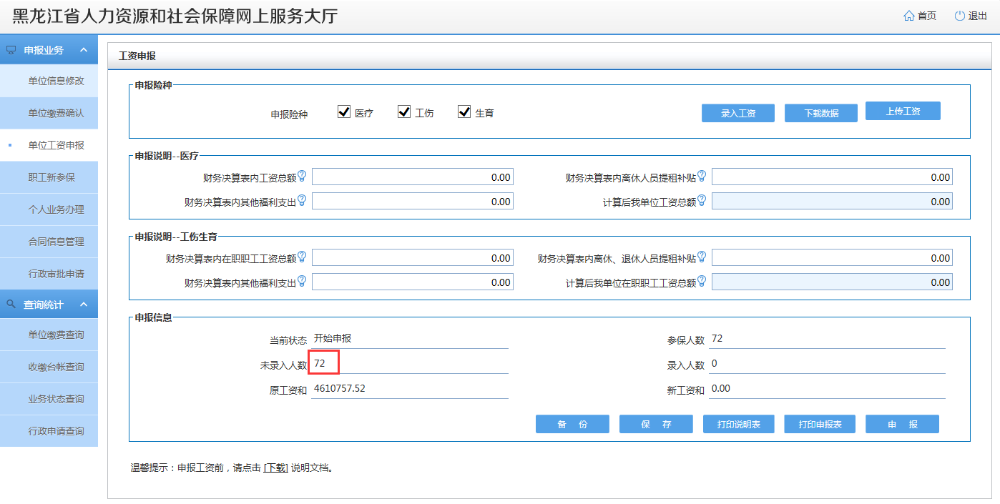 黑龙江省人力资源和社会保障网上服务大厅
首页
退出
申报业务
单位信息修改
单位缴费确认
单位工资申报
职工新参保
个人业务办理
合同信息管理
行政审批申请
查询统计
单位缴费查询
收缴台帐查询
业务状态查询
行政申请查询
工资申报
申报险种
申报险种 医疗 工伤 生育 录入工资 下载数据 上传工资
申报说明--医疗
财务决算表内工资总额 0.00 财务决算表内离休人员提租补贴 0.00
财务决算表内其他福利支出 0.00 计算后我单位工资总额 0.00
申报说明--工伤生育
财务决算表内在职职工工资总额 0.00 财务决算表内离休、退休人员提租补贴 0.00
财务决算表内其他福利支出 0.00 计算后我单位在职职工工资总额 0.00
申报信息
当前状态 开始申报 参保人数 72
未录入人数 72 录入人数 0
原工资和 4610757.52 新工资和 0.00
备 份 保 存 打印说明表 打印申报表 申 报
温馨提示：申报工资前，请点击 [下载] 说明文档。